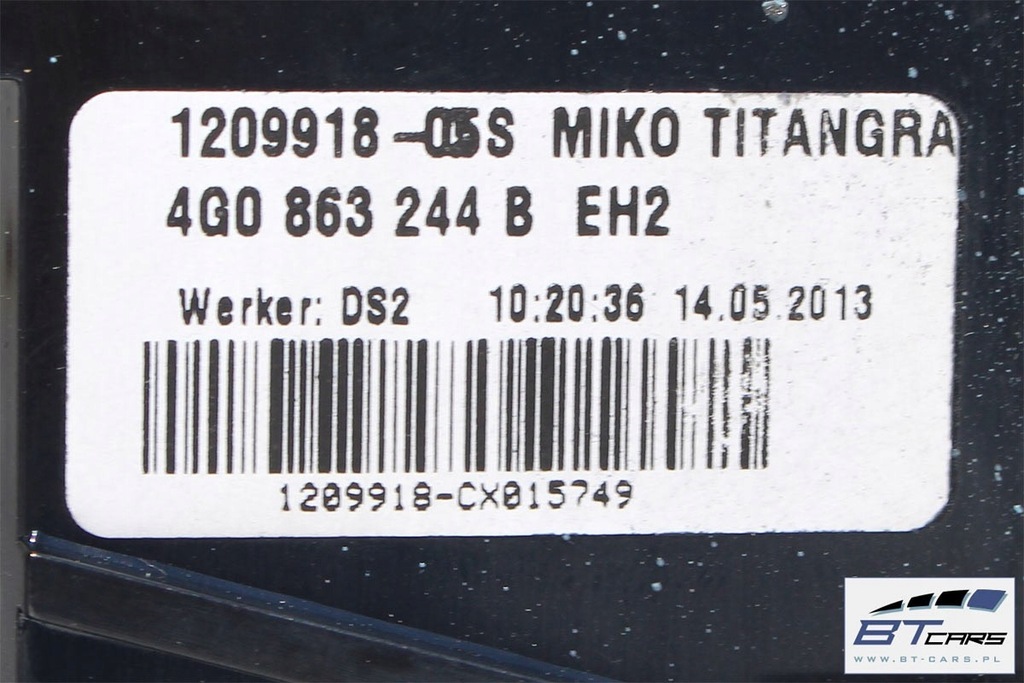 1209918-05S MIKO TITANGRA
4G0 863 244 B EH2
Werker: DS2 10:20:36 14.05.2013
1209918-CX015749
BT CARS
WWW.BT-CARS.PL